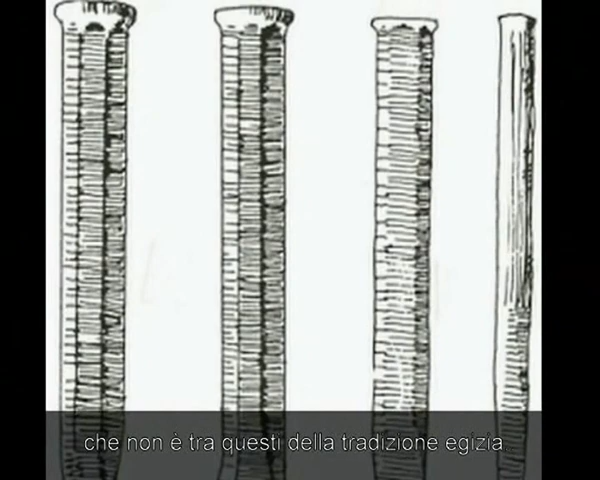 che non è tra questi della tradizione egizia.